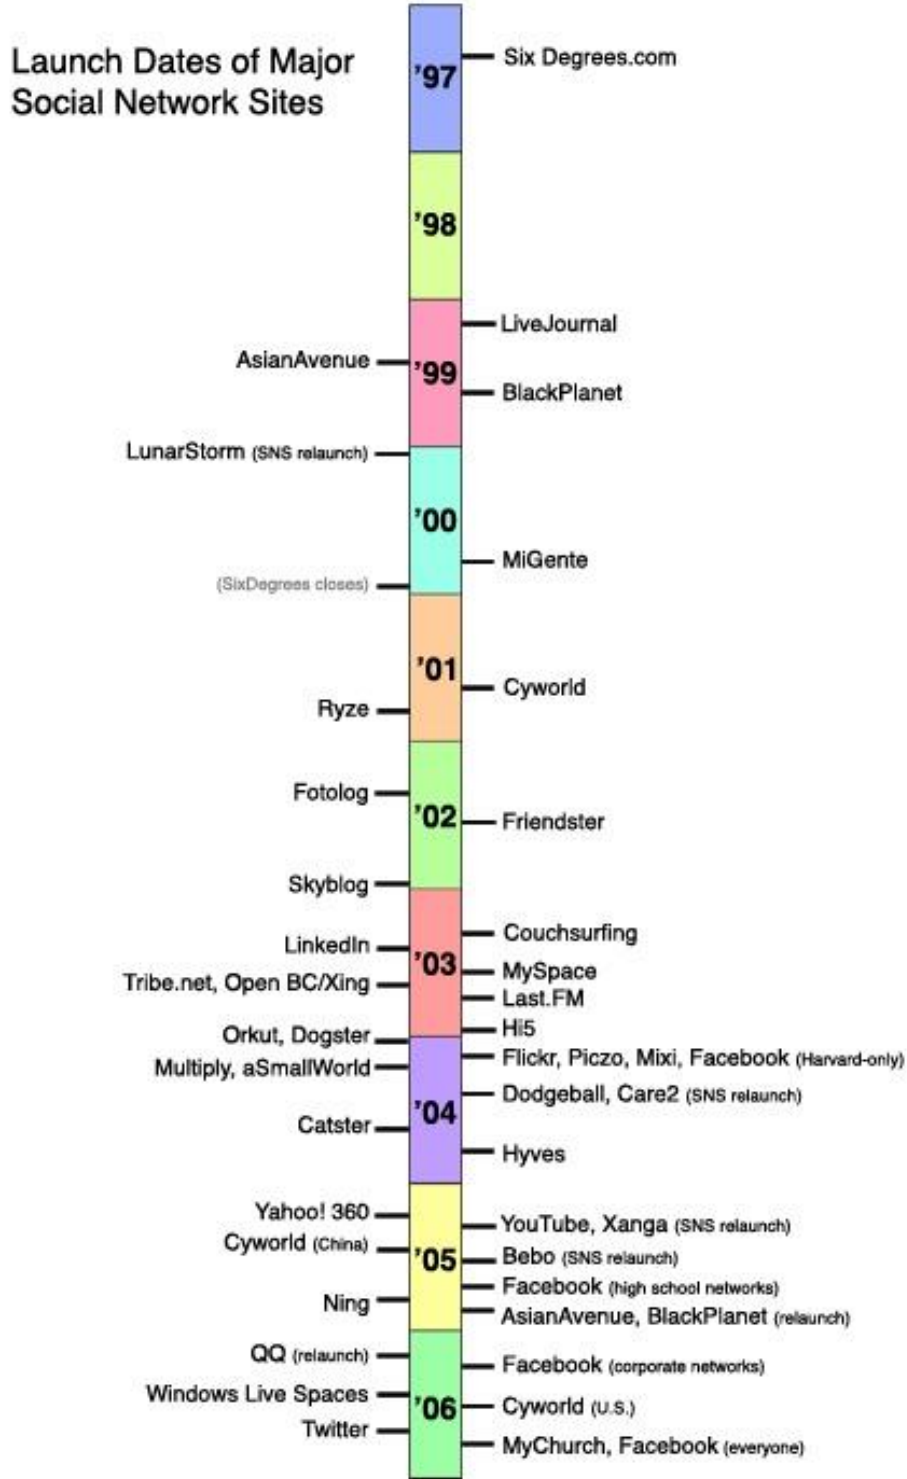 Launch Dates of Major
Social Network Sites
'97
Six Degrees.com
'98
LiveJournal
AsianAvenue
'99
BlackPlanet
LunarStorm (SNS relaunch)
'00
MiGente
(SixDegrees closes)
'01
Cyworld
Ryze
Fotolog
'02
Friendster
Skyblog
Couchsurfing
LinkedIn
'03
MySpace
Tribe.net, Open BC/Xing
Last.FM
Hi5
Orkut, Dogster
Flickr, Piczo, Mixi, Facebook (Harvard-only)
Multiply, aSmallWorld
Dodgeball, Care2 (SNS relaunch)
'04
Catster
Hyves
Yahoo! 360
YouTube, Xanga (SNS relaunch)
Cyworld (China)
'05
Bebo (SNS relaunch)
Facebook (high school networks)
Ning
AsianAvenue, BlackPlanet (relaunch)
QQ (relaunch)
Facebook (corporate networks)
Windows Live Spaces
'06
Cyworld (U.S.)
Twitter
MyChurch, Facebook (everyone)